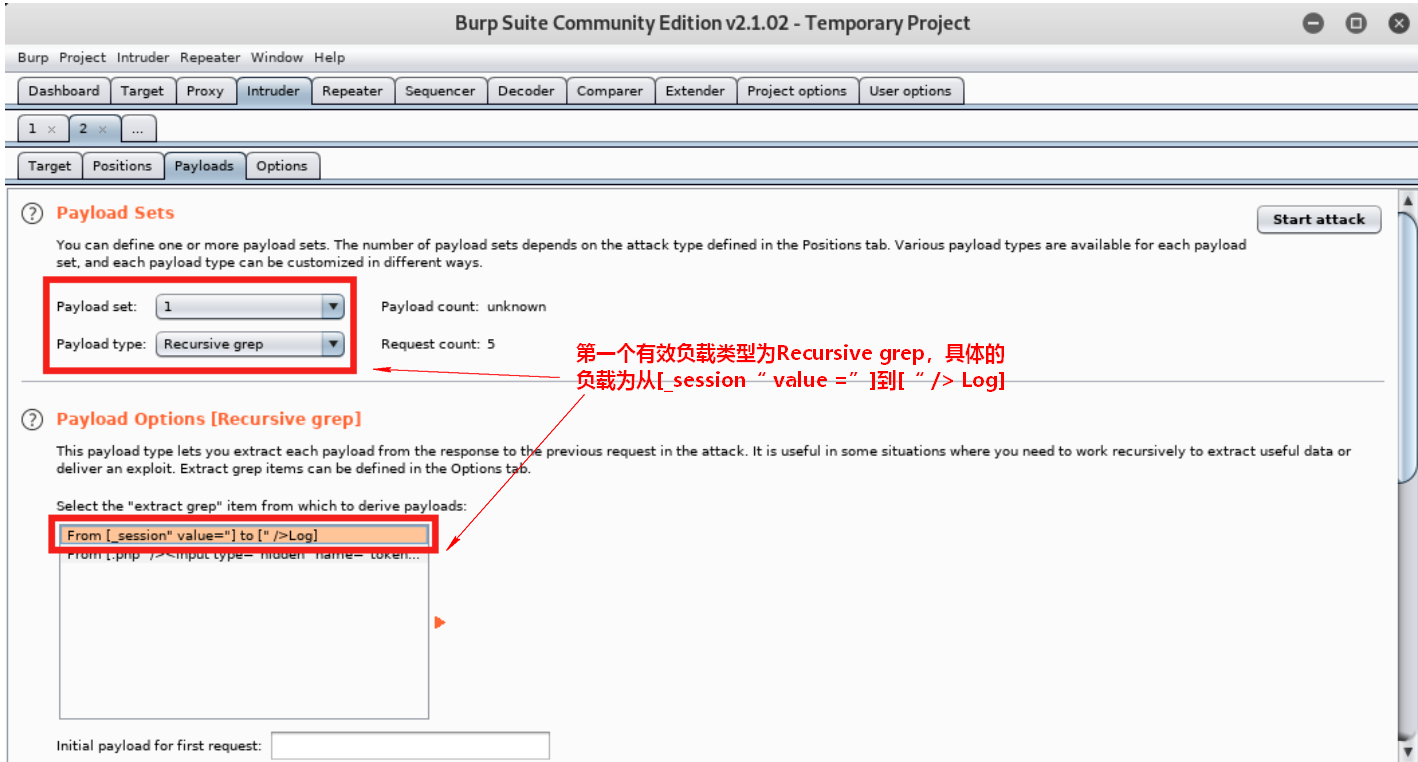 Burp Suite Community Edition v2.1.02 - Temporary Project
Burp Project Intruder Repeater Window Help
Dashboard Target Proxy Intruder Repeater Sequencer Decoder Comparer Extender Project options User options
1 × 2 × ...
Target Positions Payloads Options
? Payload Sets
Start attack
You can define one or more payload sets. The number of payload sets depends on the attack type defined in the Positions tab. Various payload types are available for each payload
set, and each payload type can be customized in different ways.
Payload set: 1 Payload count: unknown
Payload type: Recursive grep Request count: 5
第一个有效负载类型为Recursive grep，具体的
负载为从[_session“ value =”]到[“ /> Log]
? Payload Options [Recursive grep]
This payload type lets you extract each payload from the response to the previous request in the attack. It is useful in some situations where you need to work recursively to extract useful data or
deliver an exploit. Extract grep items can be defined in the Options tab.
Select the "extract grep" item from which to derive payloads:
From [_session" value="] to [" />Log]
From [.php" /><input type="hidden" name="token...
Initial payload for first request: